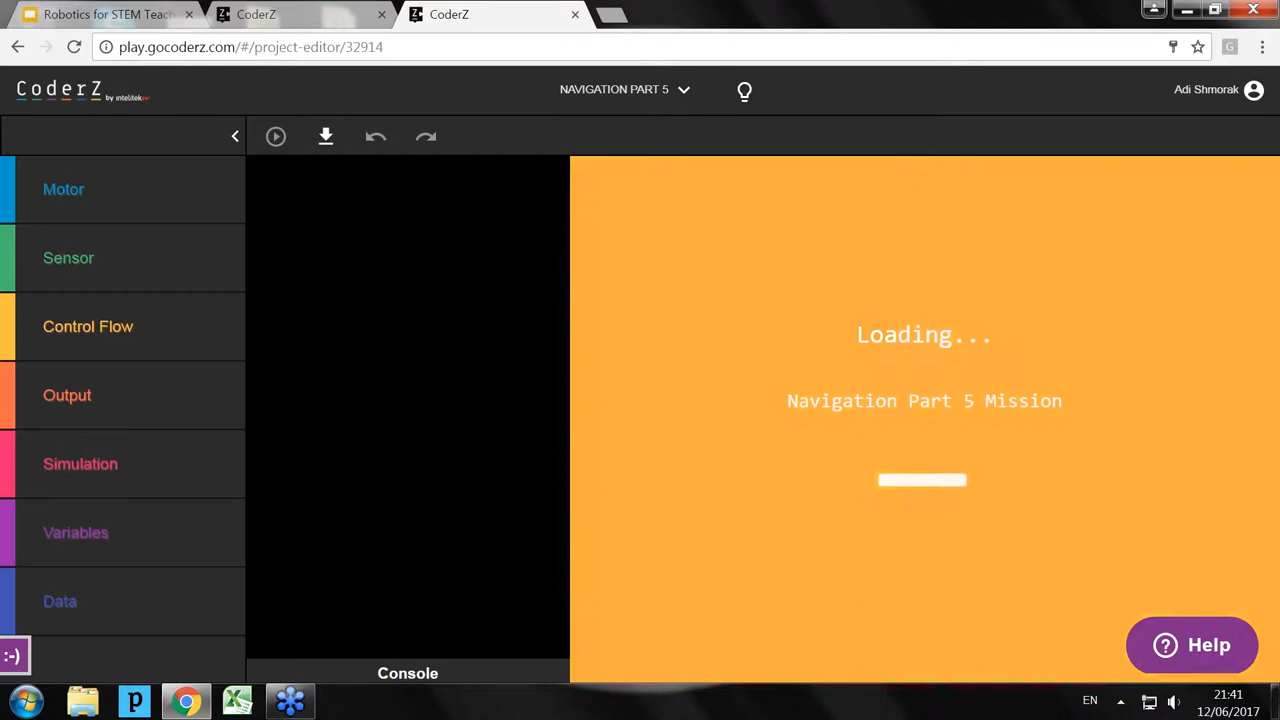 Robotics for STEM Teach
CoderZ
CoderZ
play.gocoderz.com/#/project-editor/32914
G
CoderZ by intelitek
NAVIGATION PART 5
Adi Shmorak
Motor
Sensor
Control Flow
Output
Simulation
Variables
Data
Loading...
Navigation Part 5 Mission
:-)
Console
? Help
EN
21:41
12/06/2017